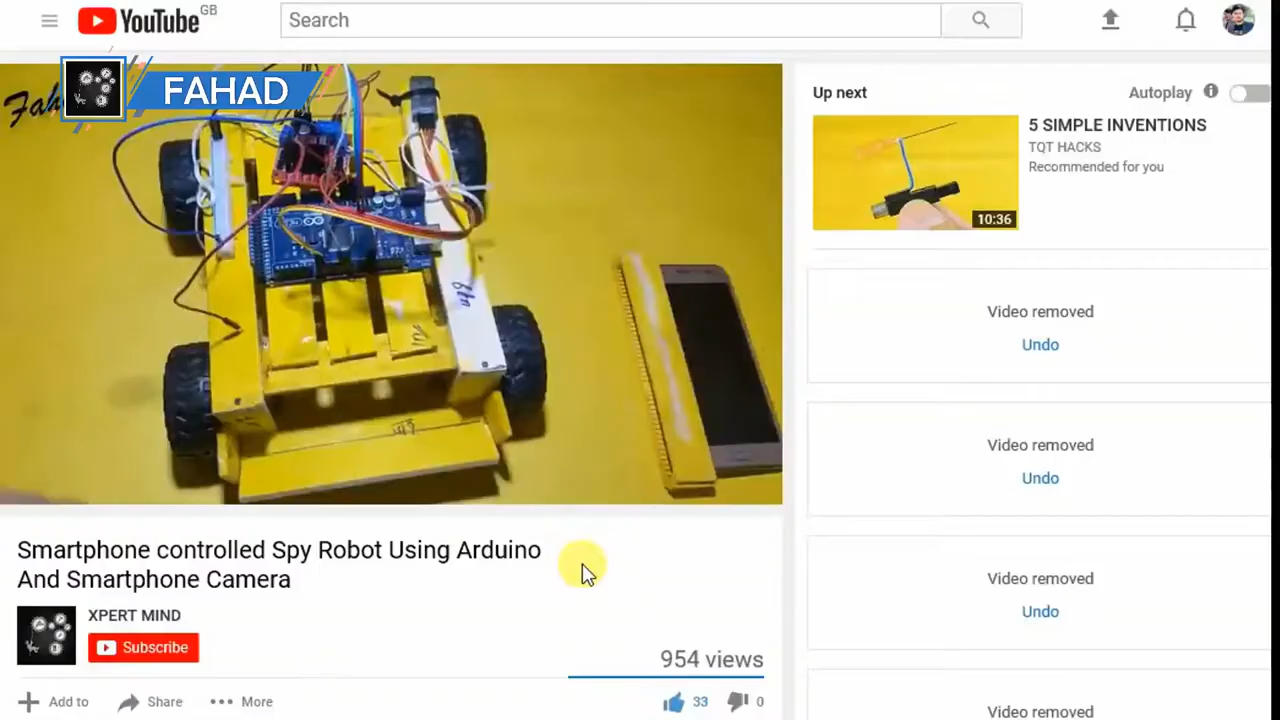 YouTube GB
Search
FAHAD
Up next
Autoplay
5 SIMPLE INVENTIONS
TQT HACKS
Recommended for you
10:36
Video removed
Undo
Video removed
Undo
Video removed
Undo
Video removed
Smartphone controlled Spy Robot Using Arduino
And Smartphone Camera
XPERT MIND
Subscribe
954 views
Add to
Share
More
33
0